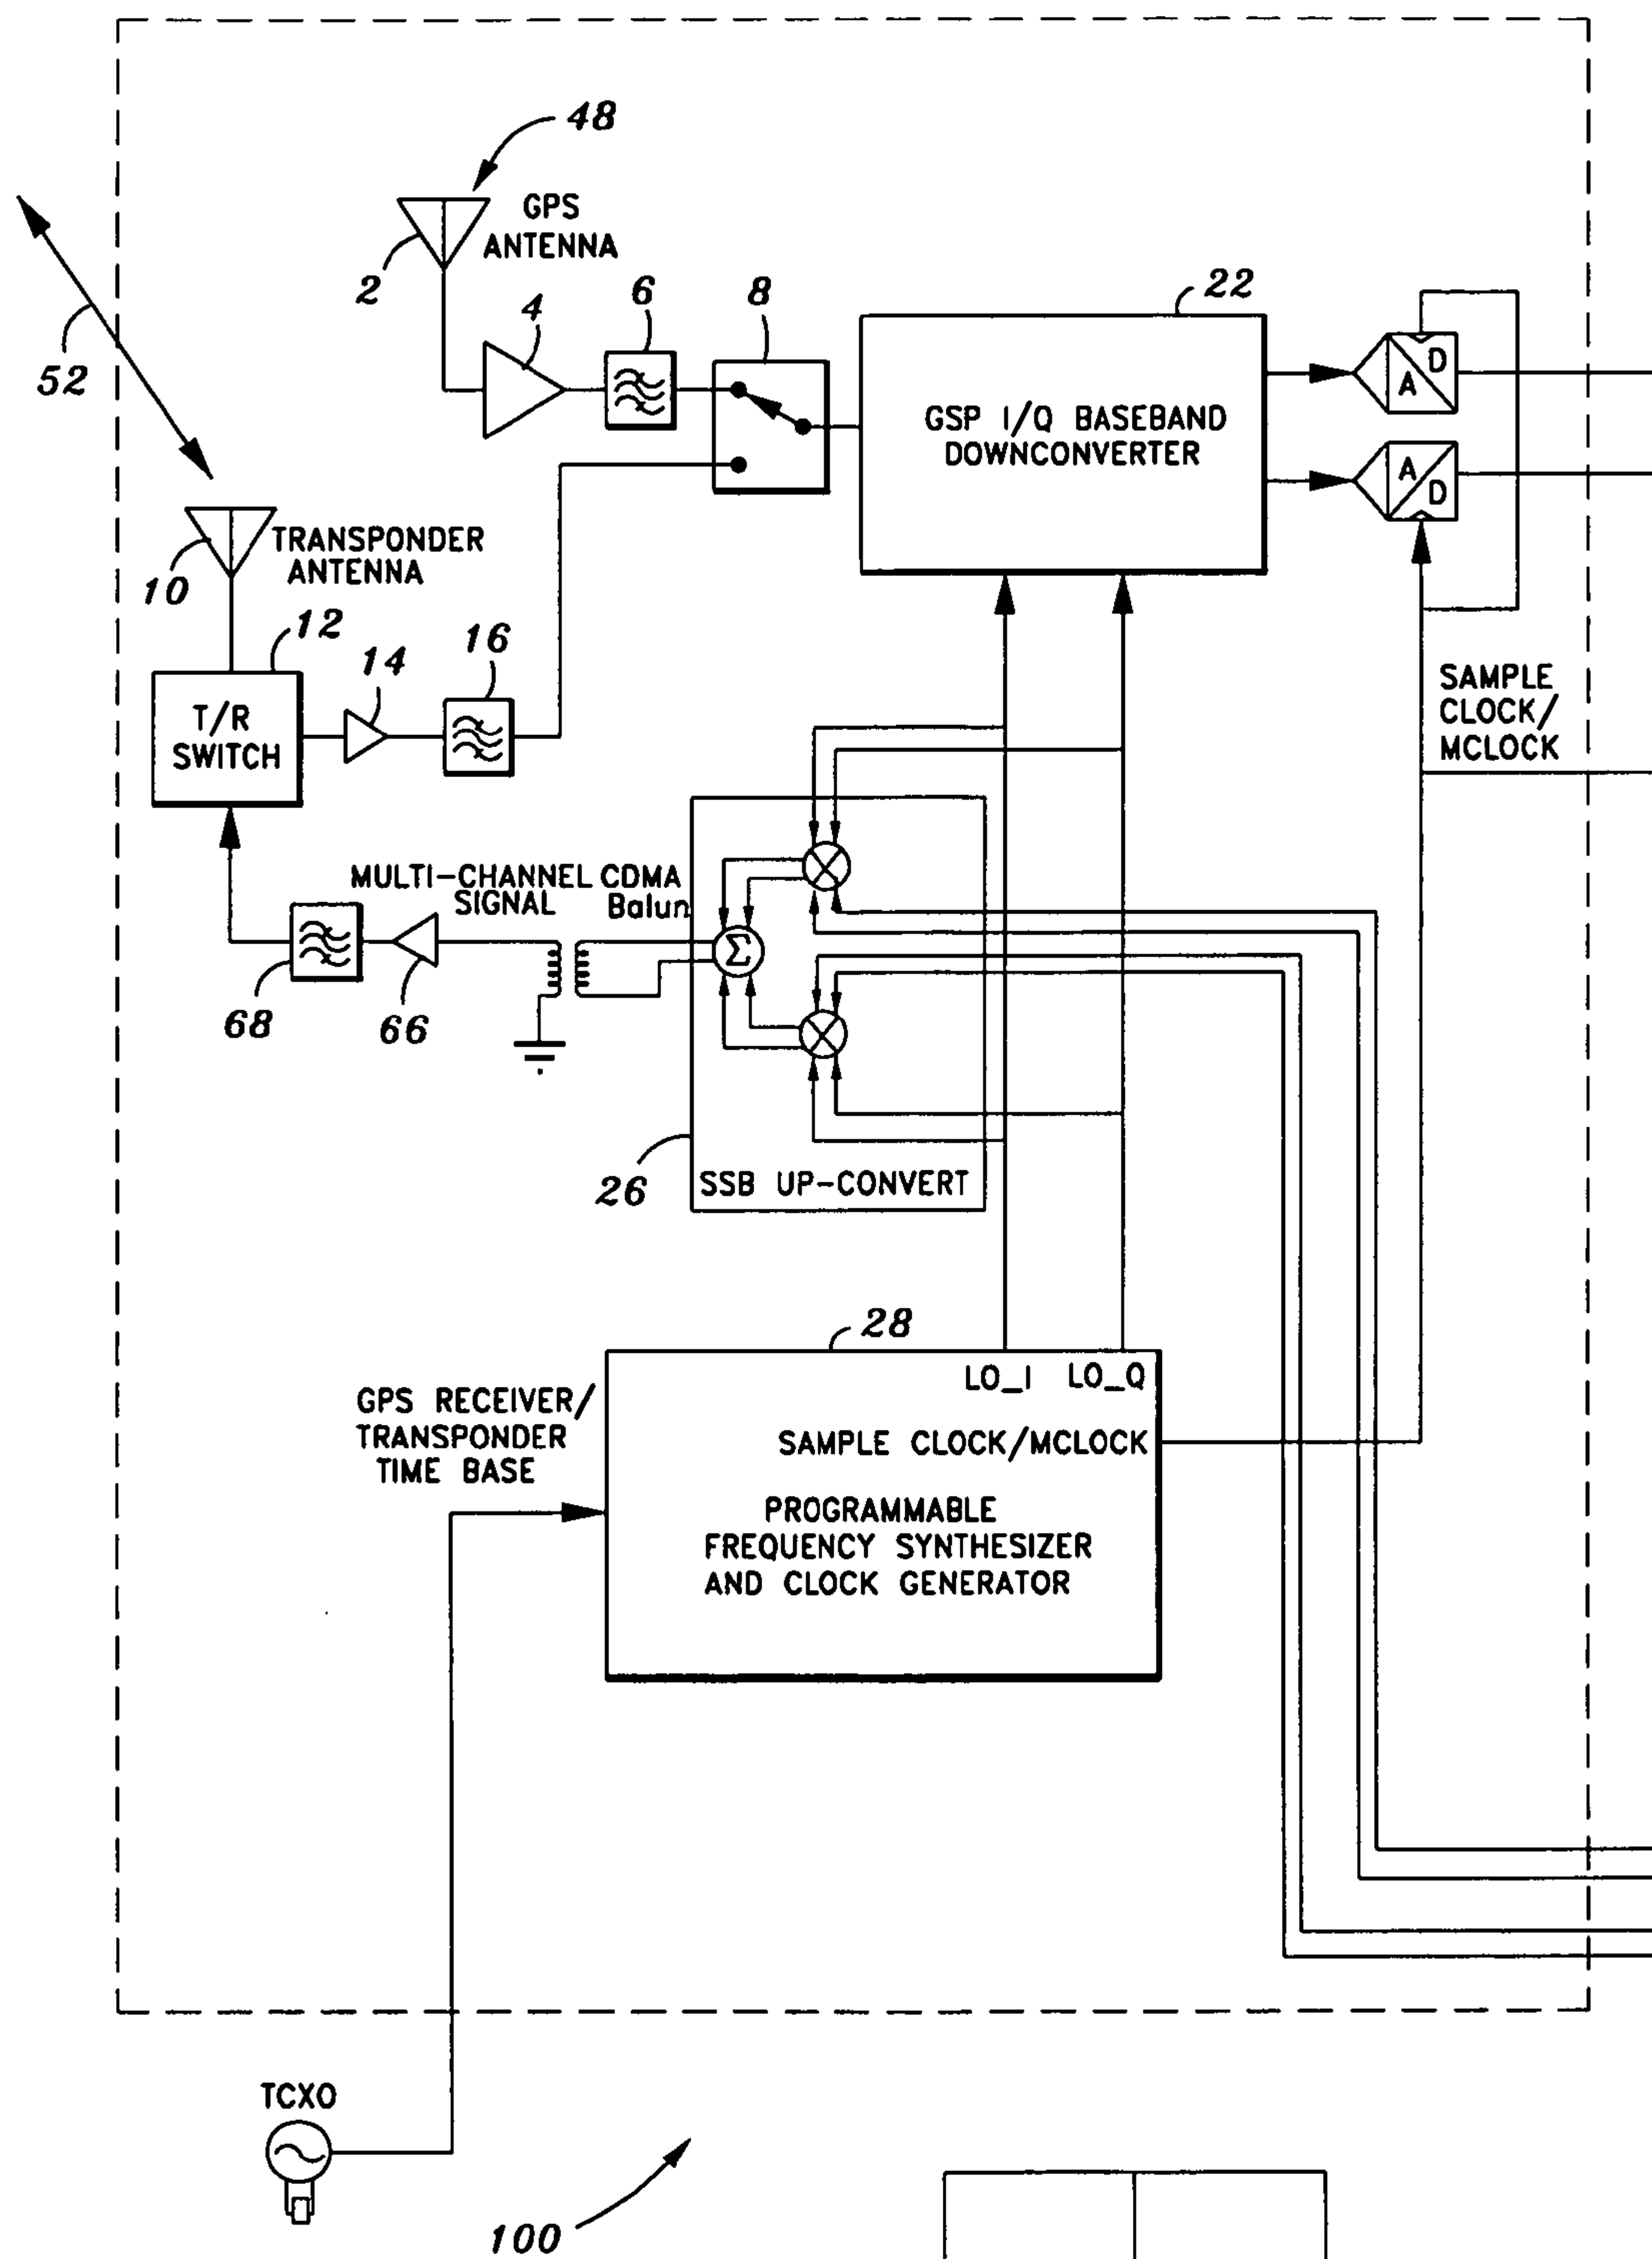 48
GPS
ANTENNA
2
4
6
8
22
52
GSP I/Q BASEBAND
DOWNCONVERTER
A D
A D
10
TRANSPONDER
ANTENNA
12
14
16
T/R
SWITCH
SAMPLE
CLOCK/
MCLOCK
MULTI-CHANNEL CDMA
SIGNAL
Balun
Σ
68
66
26
SSB UP-CONVERT
28
LO_I LO_Q
GPS RECEIVER/
TRANSPONDER
TIME BASE
SAMPLE CLOCK/MCLOCK
PROGRAMMABLE
FREQUENCY SYNTHESIZER
AND CLOCK GENERATOR
TCXO
100